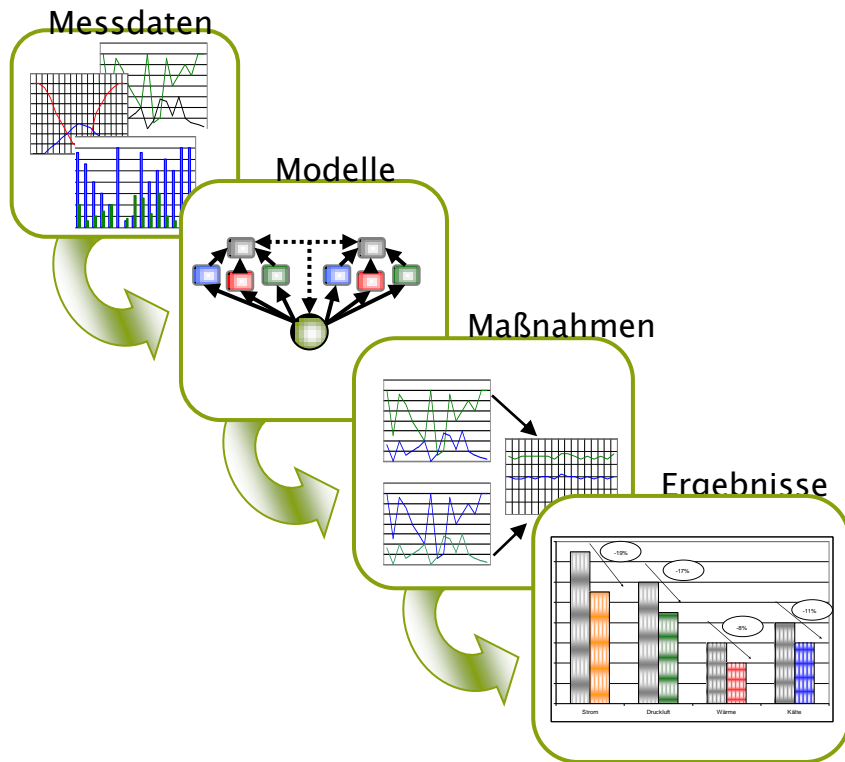 Messdaten
Modelle
Maßnahmen
Ergebnisse
-19%
-17%
-8%
-11%
Strom Druckluft Wärme Kälte